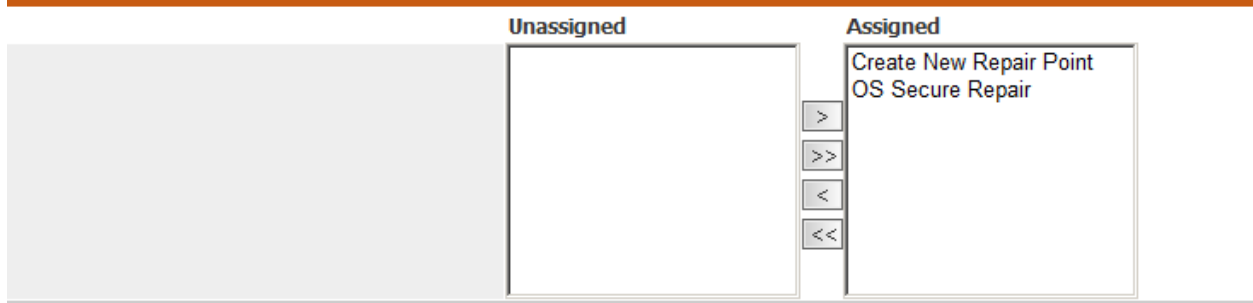 Unassigned
Assigned
Create New Repair Point
OS Secure Repair
>
>>
<
<<